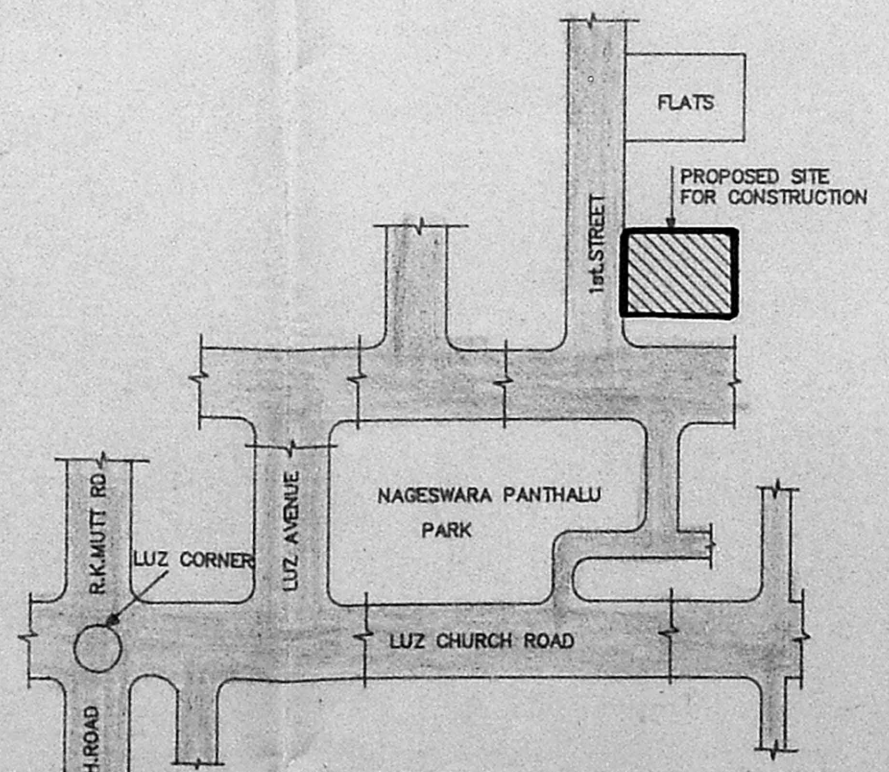 FLATS
PROPOSED SITE
FOR CONSTRUCTION
1st.STREET
NAGESWARA PANTHALU
PARK
R.K.MUTT RD
LUZ AVENUE
LUZ CORNER
LUZ CHURCH ROAD
H.ROAD